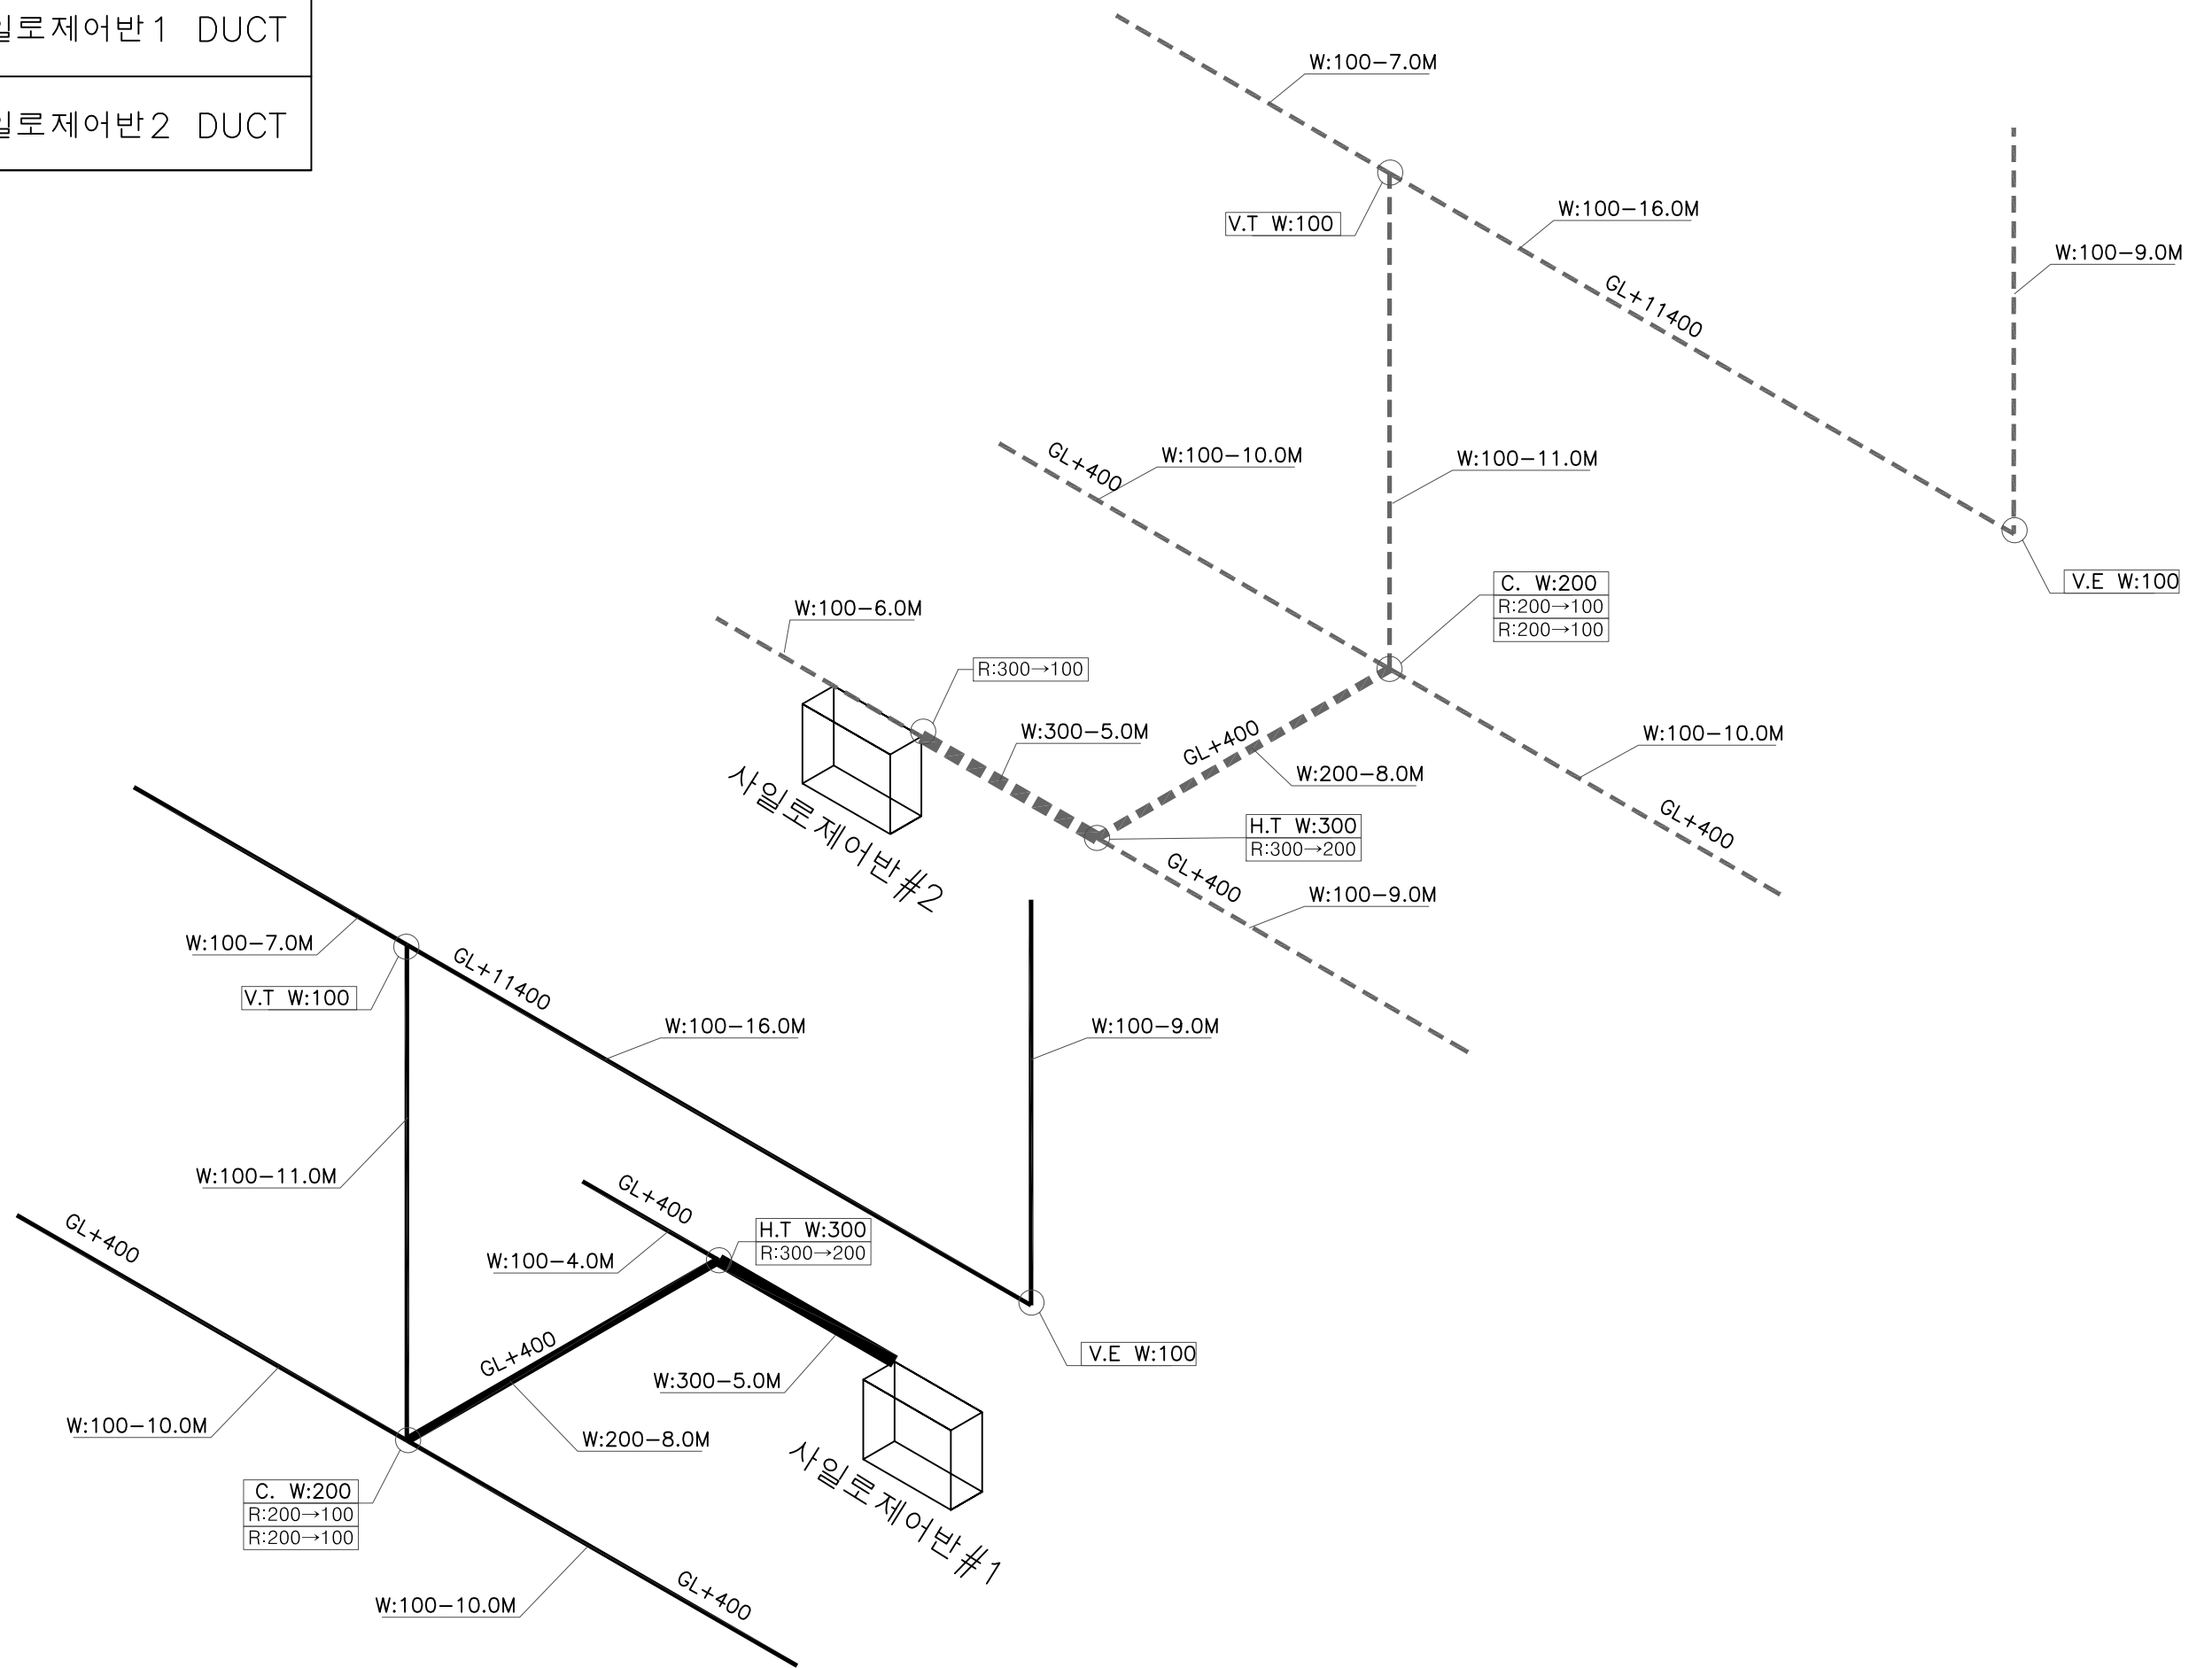 일로제어반1 DUCT
일로제어반2 DUCT
W:100-7.0M
V.T W:100
W:100-16.0M
GL+11400
W:100-9.0M
V.E W:100
GL+400
W:100-10.0M
W:100-11.0M
C. W:200
R:200→100
R:200→100
W:100-6.0M
R:300→100
W:300-5.0M
GL+400
W:200-8.0M
W:100-10.0M
GL+400
H.T W:300
R:300→200
GL+400
W:100-9.0M
사일로제어반#2
W:100-7.0M
V.T W:100
GL+11400
W:100-16.0M
W:100-9.0M
W:100-11.0M
GL+400
GL+400
H.T W:300
R:300→200
W:100-4.0M
GL+400
W:300-5.0M
V.E W:100
W:100-10.0M
W:200-8.0M
C. W:200
R:200→100
R:200→100
사일로제어반#1
W:100-10.0M
GL+400